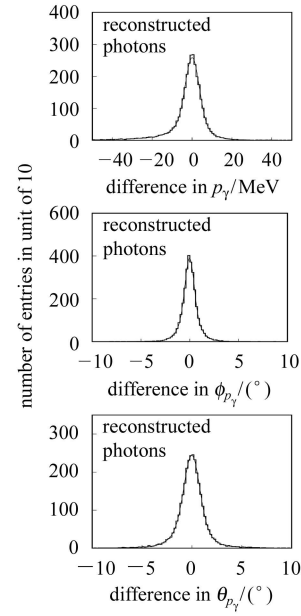 number of entries in unit of 10
400
300
200
100
0
reconstructed
photons
−40 −20 0 20 40
difference in pγ/MeV
600
400
200
0
reconstructed
photons
−10 −5 0 5 10
difference in ϕpγ/(°)
300
200
100
0
reconstructed
photons
−10 −5 0 5 10
difference in θpγ/(°)